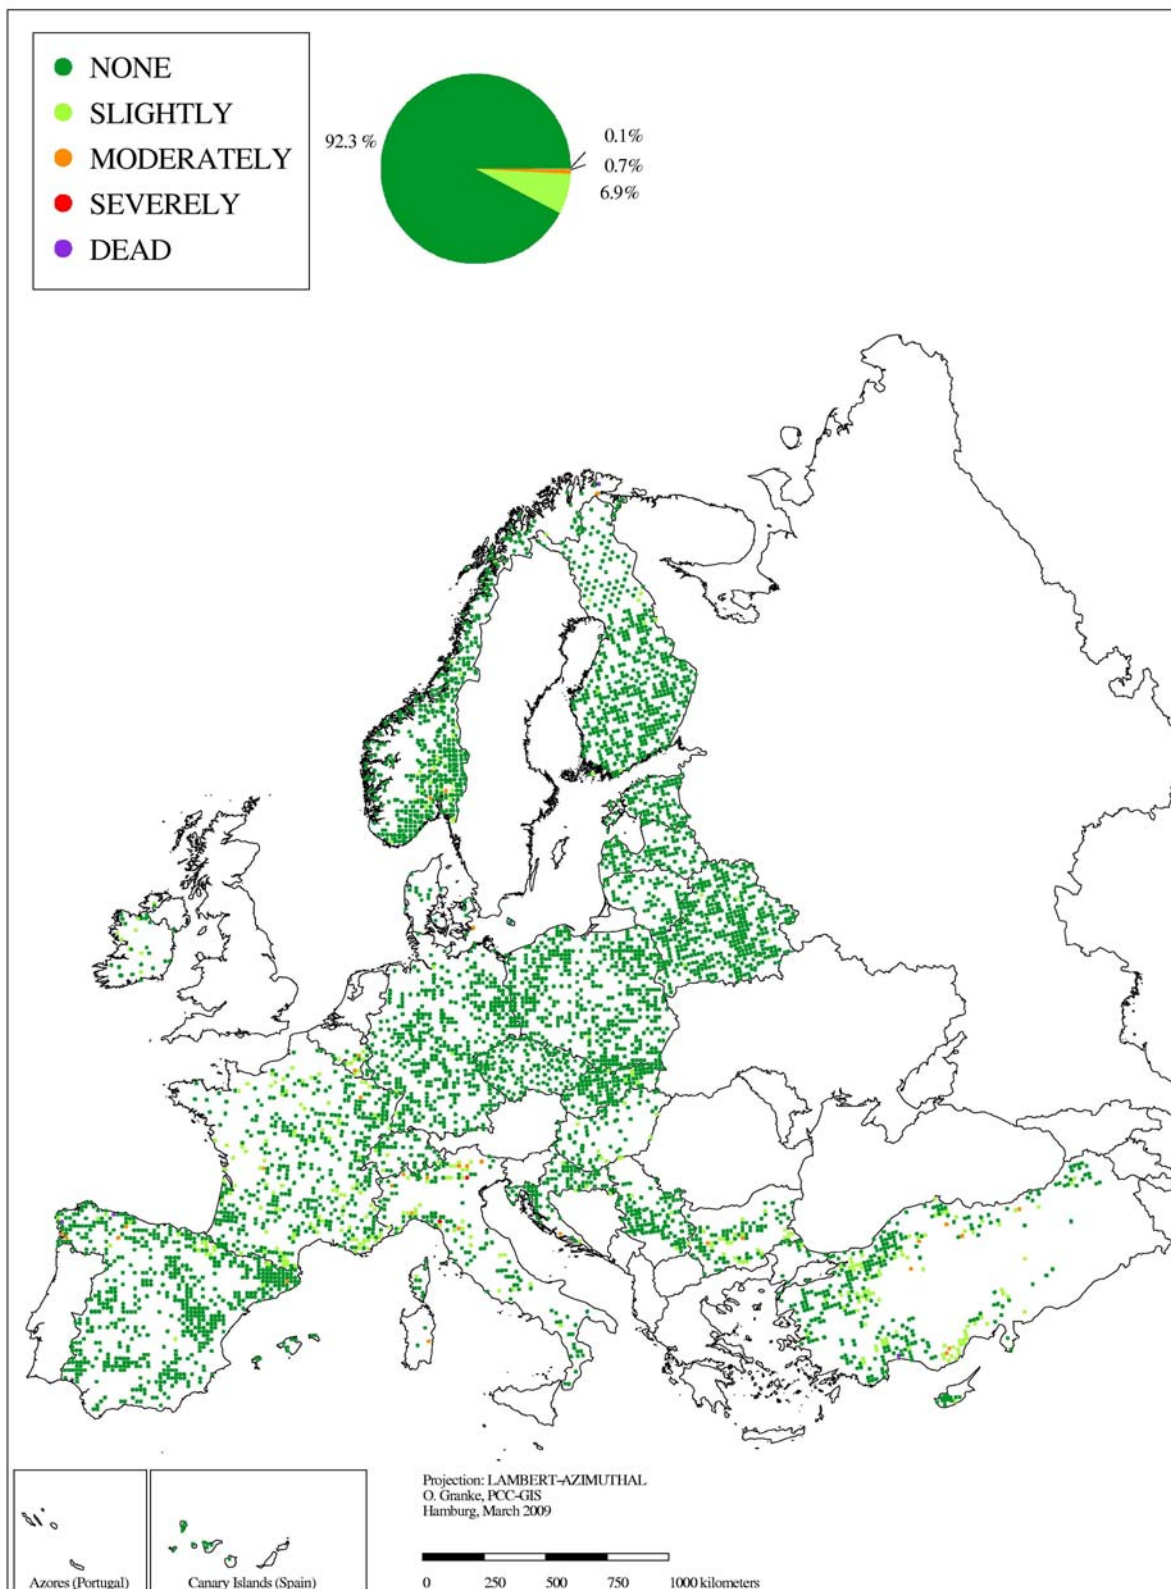 NONE
SLIGHTLY
MODERATELY
SEVERELY
DEAD
92.3 %
0.1%
0.7%
6.9%
Projection: LAMBERT-AZIMUTHAL
O. Granke, PCC-GIS
Hamburg, March 2009
Azores (Portugal)
Canary Islands (Spain)
0 250 500 750 1000 kilometers